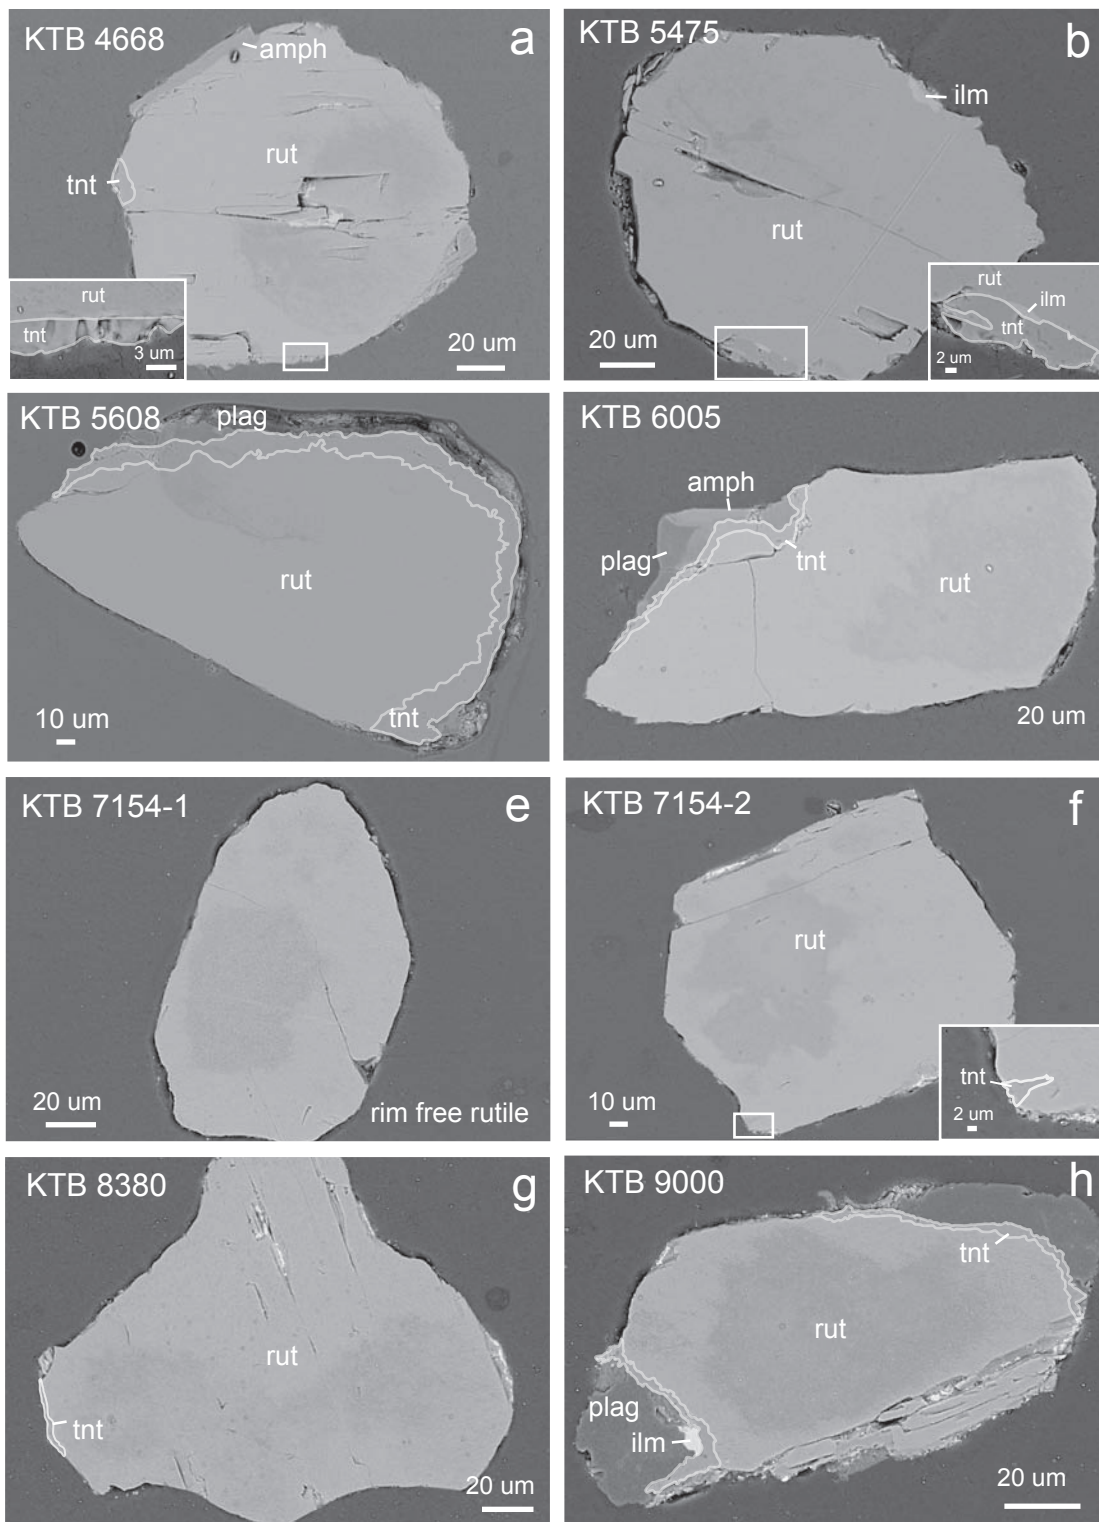 KTB 4668
a
amph
rut
tnt
rut
tnt
3 um
20 um
KTB 5475
b
ilm
rut
rut
ilm
tnt
2 um
20 um
KTB 5608
plag
rut
tnt
10 um
KTB 6005
amph
plag
tnt
rut
20 um
KTB 7154-1
e
20 um
rim free rutile
KTB 7154-2
f
rut
tnt
2 um
10 um
KTB 8380
g
rut
tnt
20 um
KTB 9000
h
tnt
rut
plag
ilm
20 um